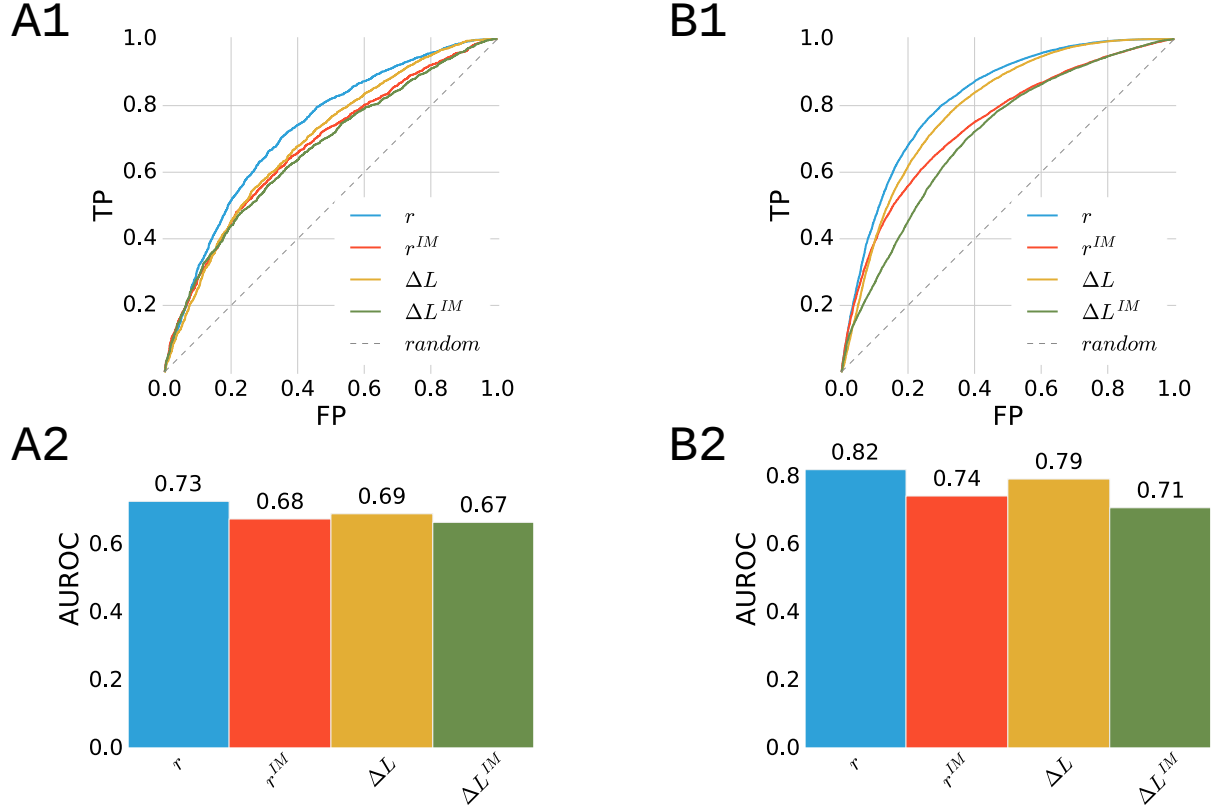 A1
1.0
0.8
0.6
0.4
0.2
TP
r
r^{IM}
ΔL
ΔL^{IM}
random
0.0 0.2 0.4 0.6 0.8 1.0
FP
B1
1.0
0.8
0.6
0.4
0.2
TP
r
r^{IM}
ΔL
ΔL^{IM}
random
0.0 0.2 0.4 0.6 0.8 1.0
FP
A2
0.73 0.68 0.69 0.67
0.6
0.4
0.2
0.0
AUROC
r r^{IM} ΔL ΔL^{IM}
B2
0.82 0.74 0.79 0.71
0.8
0.6
0.4
0.2
0.0
AUROC
r r^{IM} ΔL ΔL^{IM}